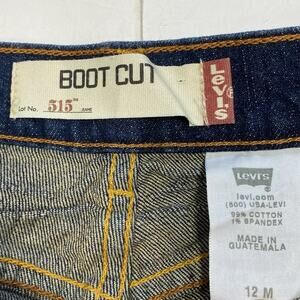 BOOT CUT
Lot No. 515™
Levi's®
Levi's
levi.com
(800) USA-LEVI
99% COTTON
1% SPANDEX
MADE IN
GUATEMALA
12 M